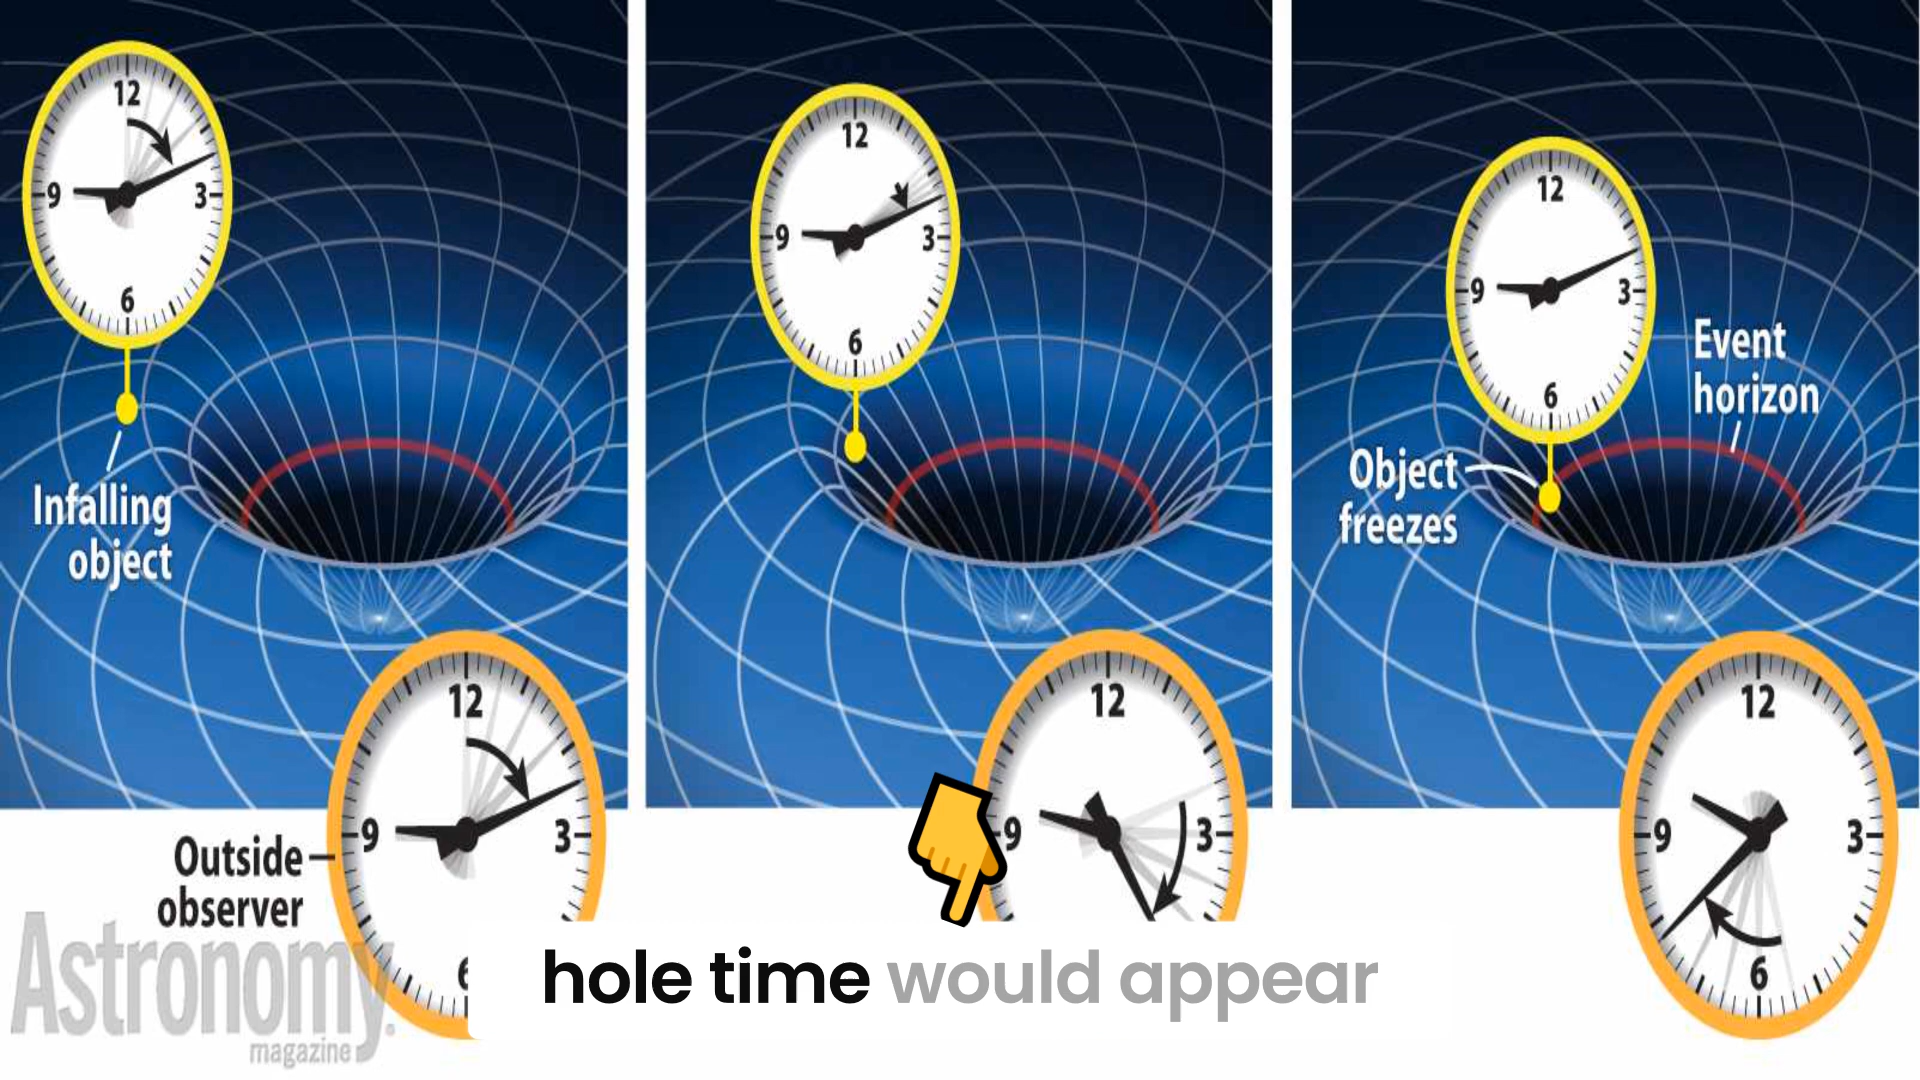 12
9
3
6
Infalling
object
12
9
3
6
Outside
observer
12
9
3
6
12
9
3
12
9
3
6
Event
horizon
Object
freezes
12
9
3
6
Astronomy
magazine
hole time would appear